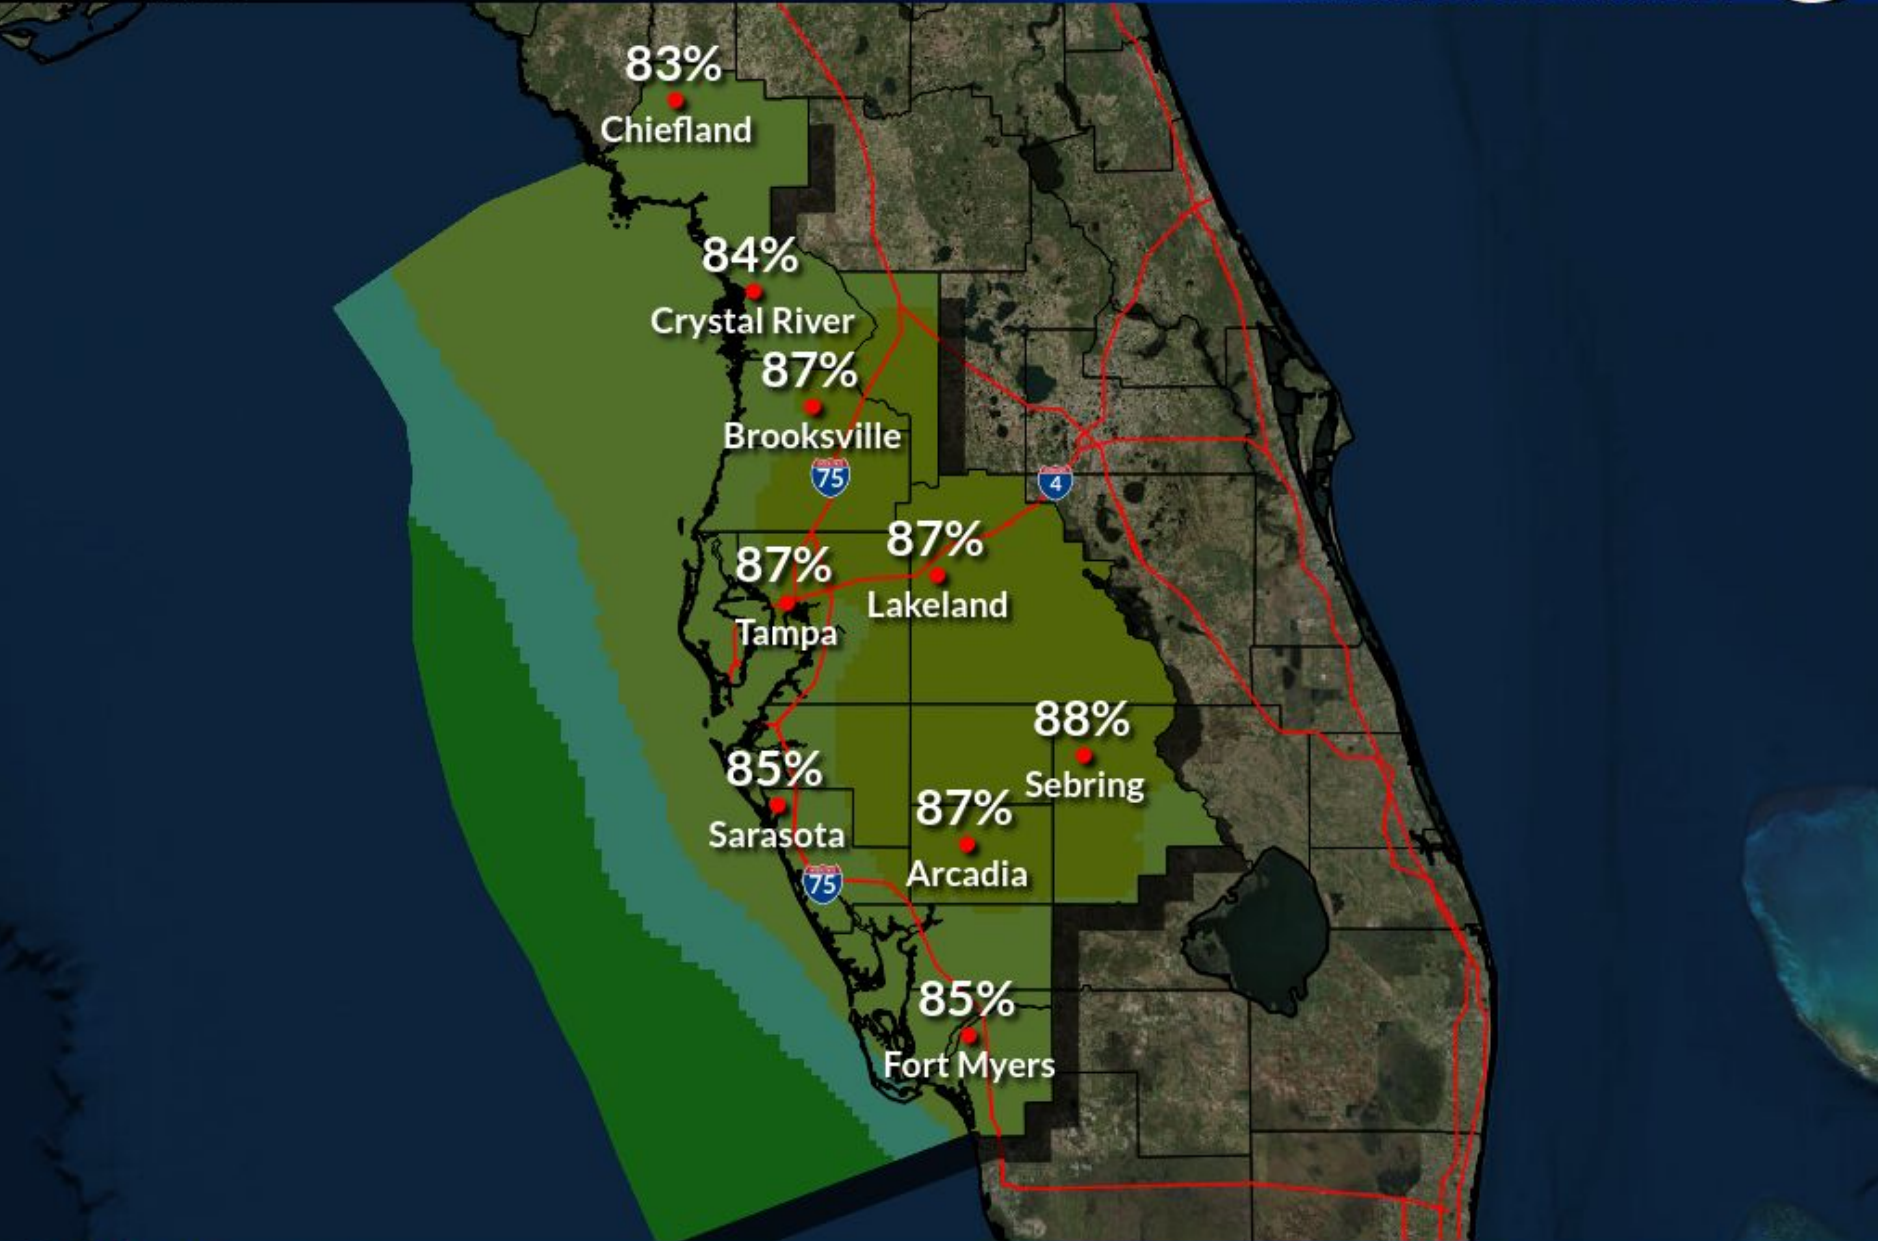 83%
Chiefland
84%
Crystal River
87%
Brooksville
75
4
87%
Lakeland
87%
Tampa
88%
Sebring
85%
Sarasota
87%
Arcadia
75
85%
Fort Myers